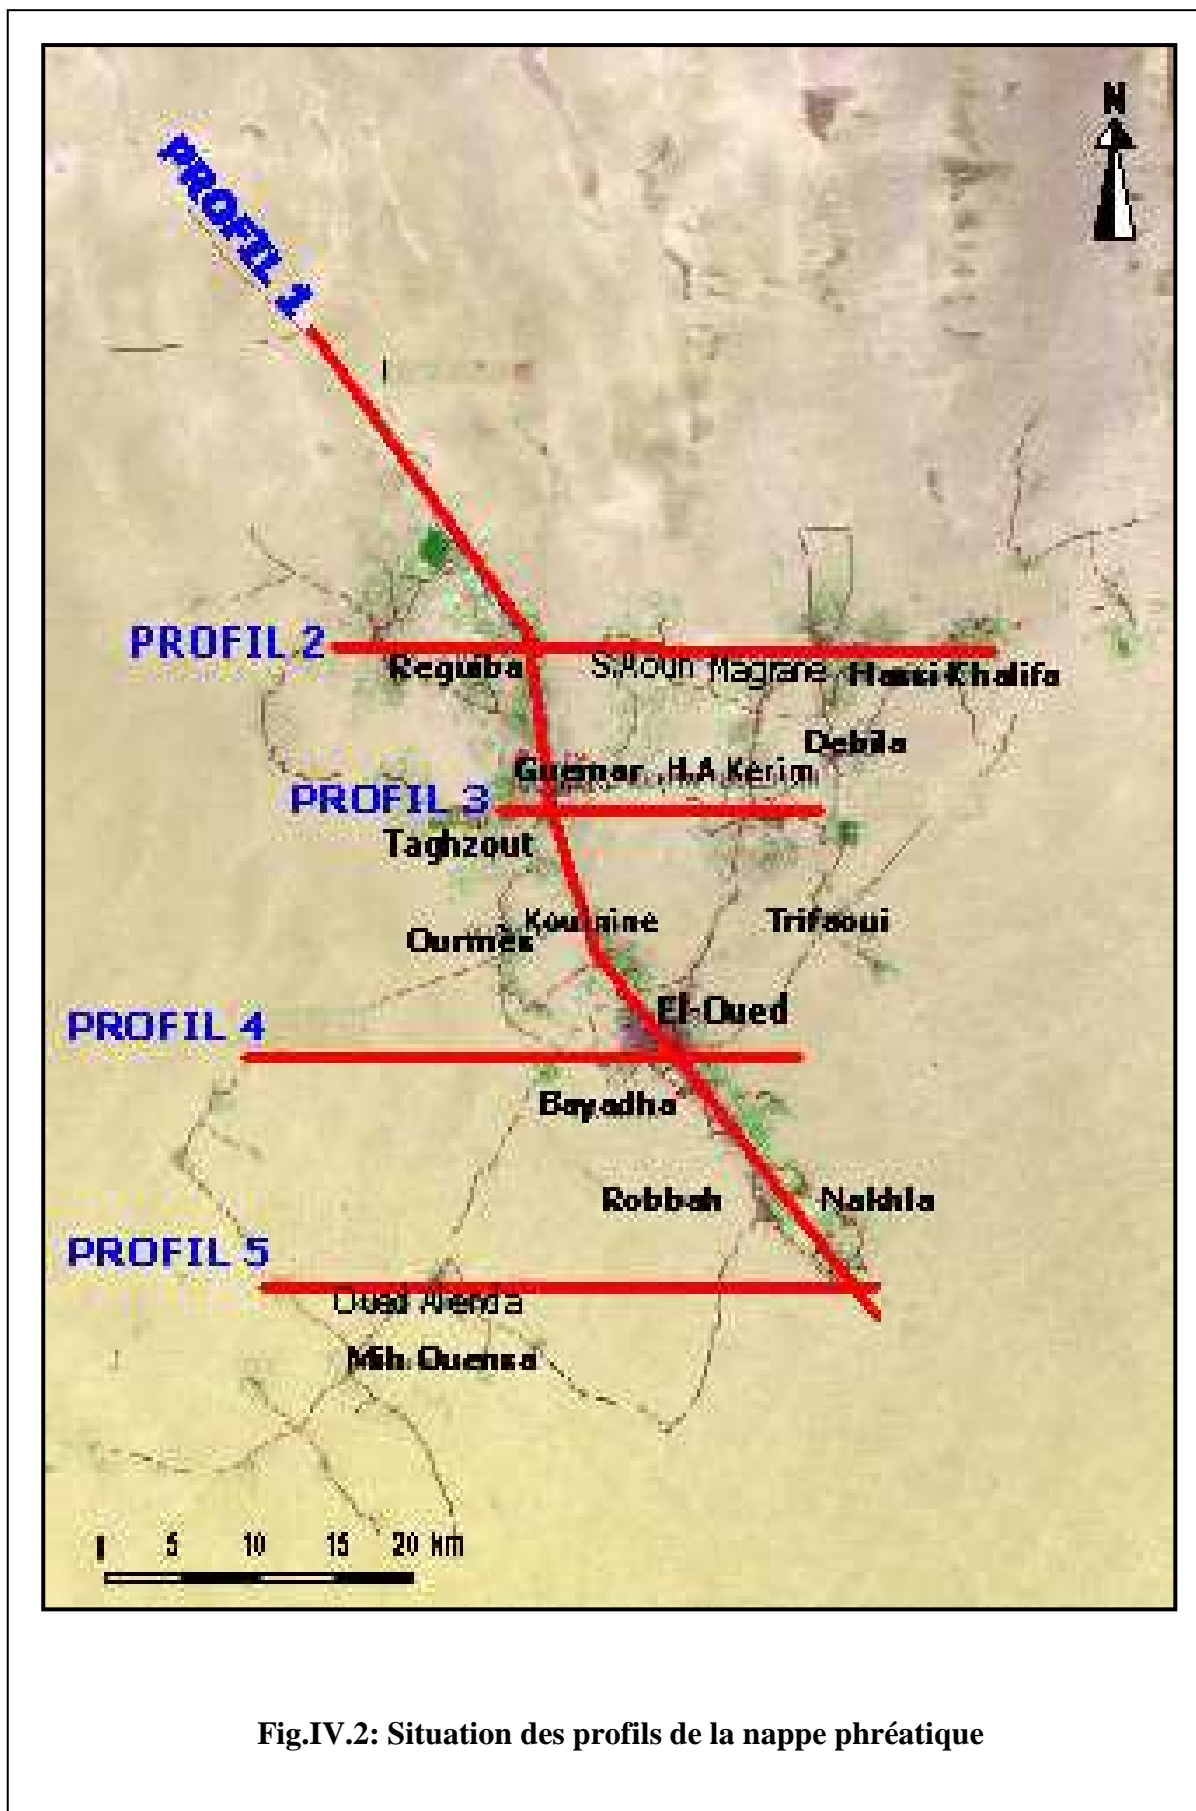 N
PROFIL 1
PROFIL 2
Reguiba
S.Aoun
Magrane
Hassi Khalifa
Debila
Guemar
H.A Kerim
PROFIL 3
Taghzout
Kouinine
Ourmes
Trifaoui
El-Oued
PROFIL 4
Bayadha
Robbah
Nakhla
PROFIL 5
Oued Alenda
Mih Ouensa
5 10 15 20 km
Fig.IV.2: Situation des profils de la nappe phréatique